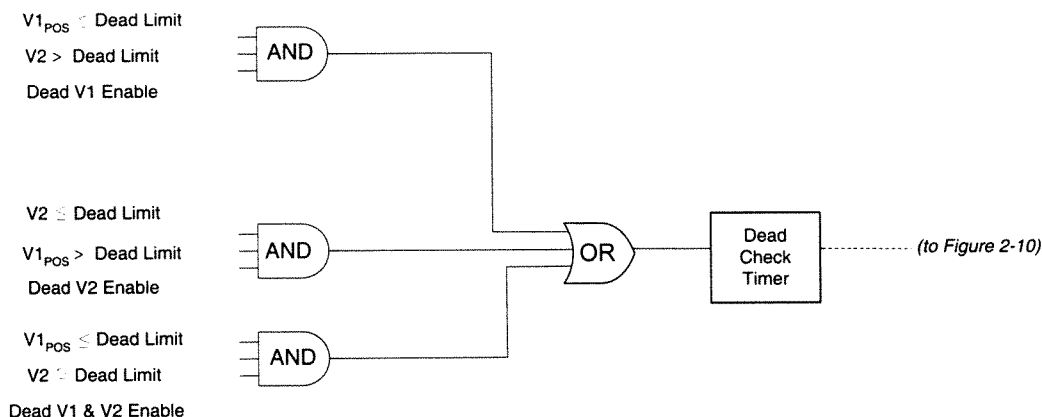 V1POS ≤ Dead Limit
V2 > Dead Limit
Dead V1 Enable
AND
V2 ≤ Dead Limit
V1POS > Dead Limit
Dead V2 Enable
AND
V1POS ≤ Dead Limit
V2 Dead Limit
Dead V1 & V2 Enable
AND
OR
Dead
Check
Timer
(to Figure 2-10)